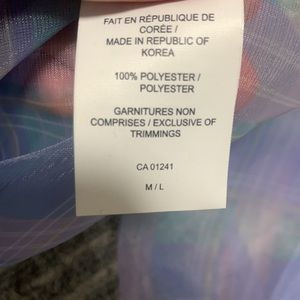 FAIT EN RÉPUBLIQUE DE
CORÉE /
MADE IN REPUBLIC OF
KOREA
100% POLYESTER /
POLYESTER
GARNITURES NON
COMPRISES / EXCLUSIVE OF
TRIMMINGS
CA 01241
M / L